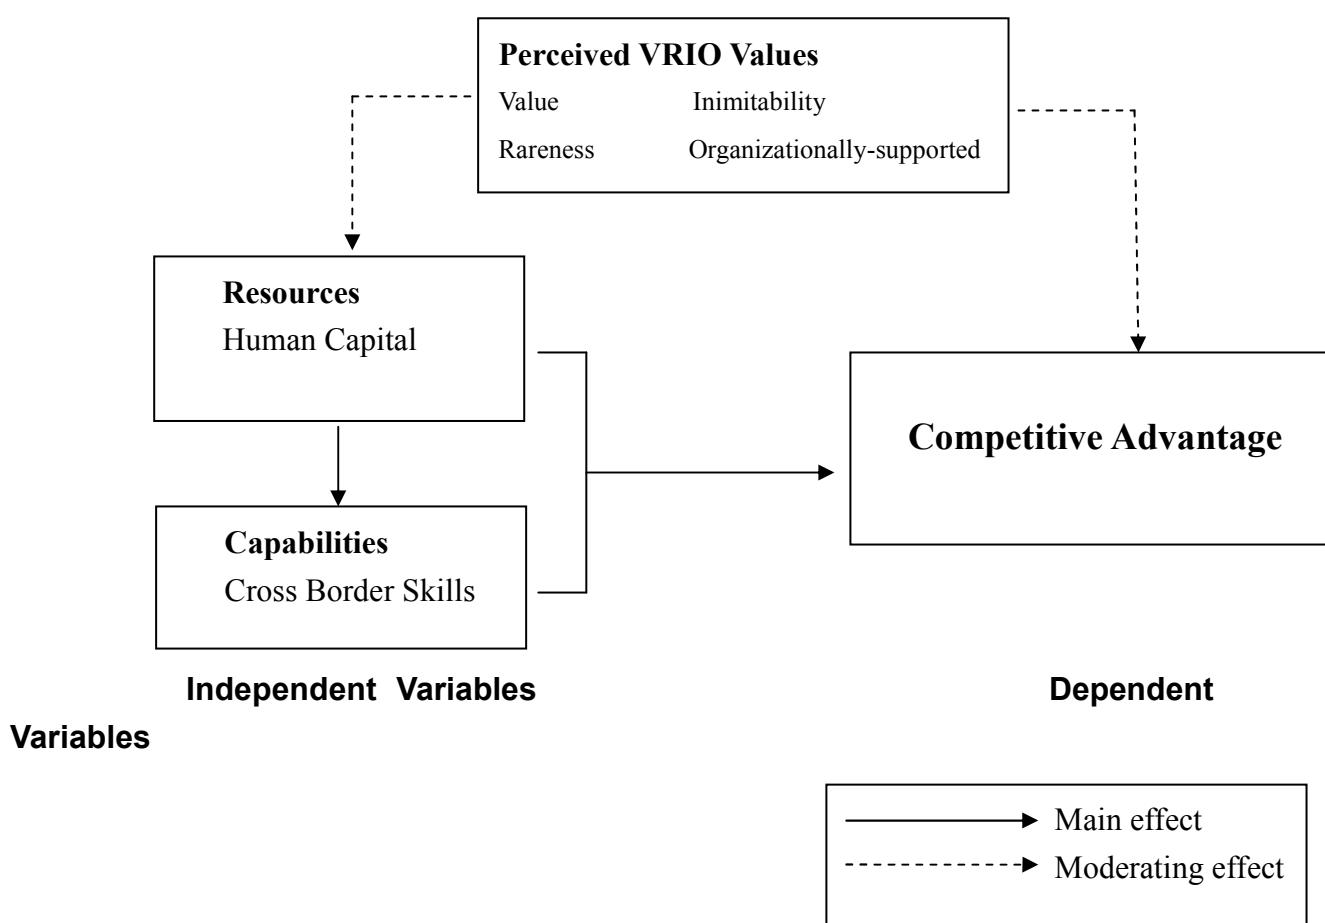 Perceived VRIO Values
Value Inimitability
Rareness Organizationally-supported
Resources
Human Capital
Competitive Advantage
Capabilities
Cross Border Skills
Independent Variables Dependent
Variables
Main effect
Moderating effect